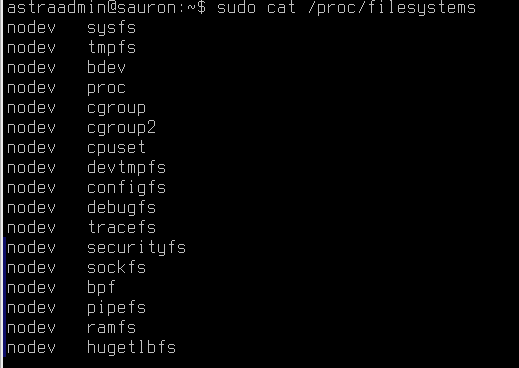 astraadmin@sauron:~$ sudo cat /proc/filesystems
nodev   sysfs
nodev   tmpfs
nodev   bdev
nodev   proc
nodev   cgroup
nodev   cgroup2
nodev   cpuset
nodev   devtmpfs
nodev   configfs
nodev   debugfs
nodev   tracefs
nodev   securityfs
nodev   sockfs
nodev   bpf
nodev   pipefs
nodev   ramfs
nodev   hugetlbfs